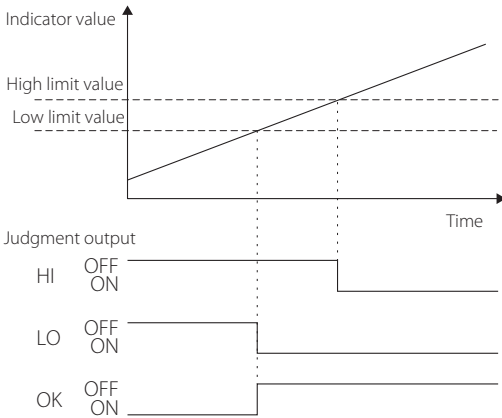 Indicator value
High limit value
Low limit value
Time
Judgment output
HI OFF
ON
LO OFF
ON
OK OFF
ON